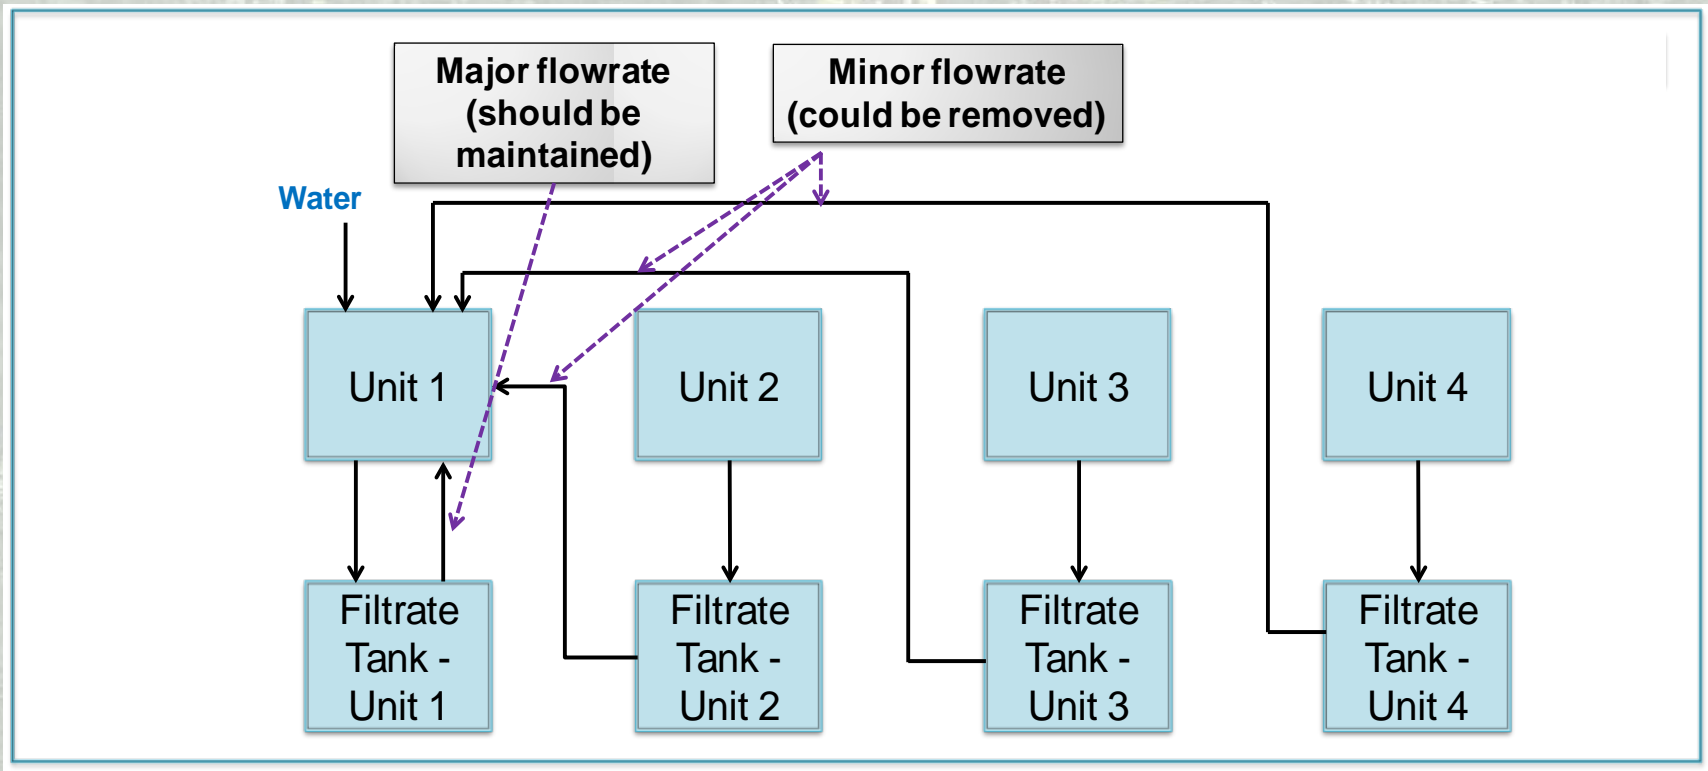 Major flowrate
(should be
maintained)
Minor flowrate
(could be removed)
Water
Unit 1
Unit 2
Unit 3
Unit 4
Filtrate
Tank -
Unit 1
Filtrate
Tank -
Unit 2
Filtrate
Tank -
Unit 3
Filtrate
Tank -
Unit 4